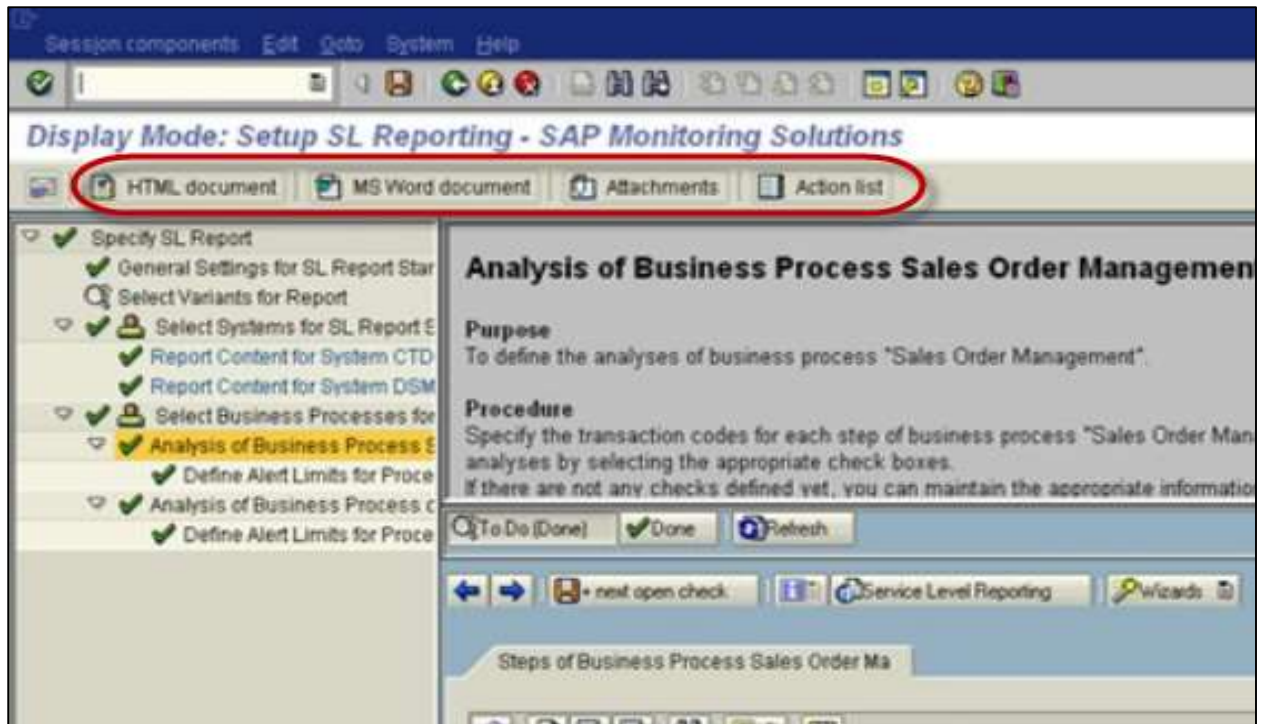 Session components Edit Goto System Help
Display Mode: Setup SL Reporting - SAP Monitoring Solutions
HTML document MS Word document Attachments Action list
Specify SL Report
General Settings for SL Report Star
Select Variants for Report
Select Systems for SL Report S
Report Content for System CTD
Report Content for System DSM
Select Business Processes for
Analysis of Business Process S
Define Alert Limits for Proce
Analysis of Business Process c
Define Alert Limits for Proce
Analysis of Business Process Sales Order Managemen
Purpose
To define the analyses of business process "Sales Order Management".
Procedure
Specify the transaction codes for each step of business process "Sales Order Man
analyses by selecting the appropriate check boxes.
If there are not any checks defined yet, you can maintain the appropriate informatio
To Do (Done) Done Refresh
+ next open check Service Level Reporting Wizards
Steps of Business Process Sales Order Ma